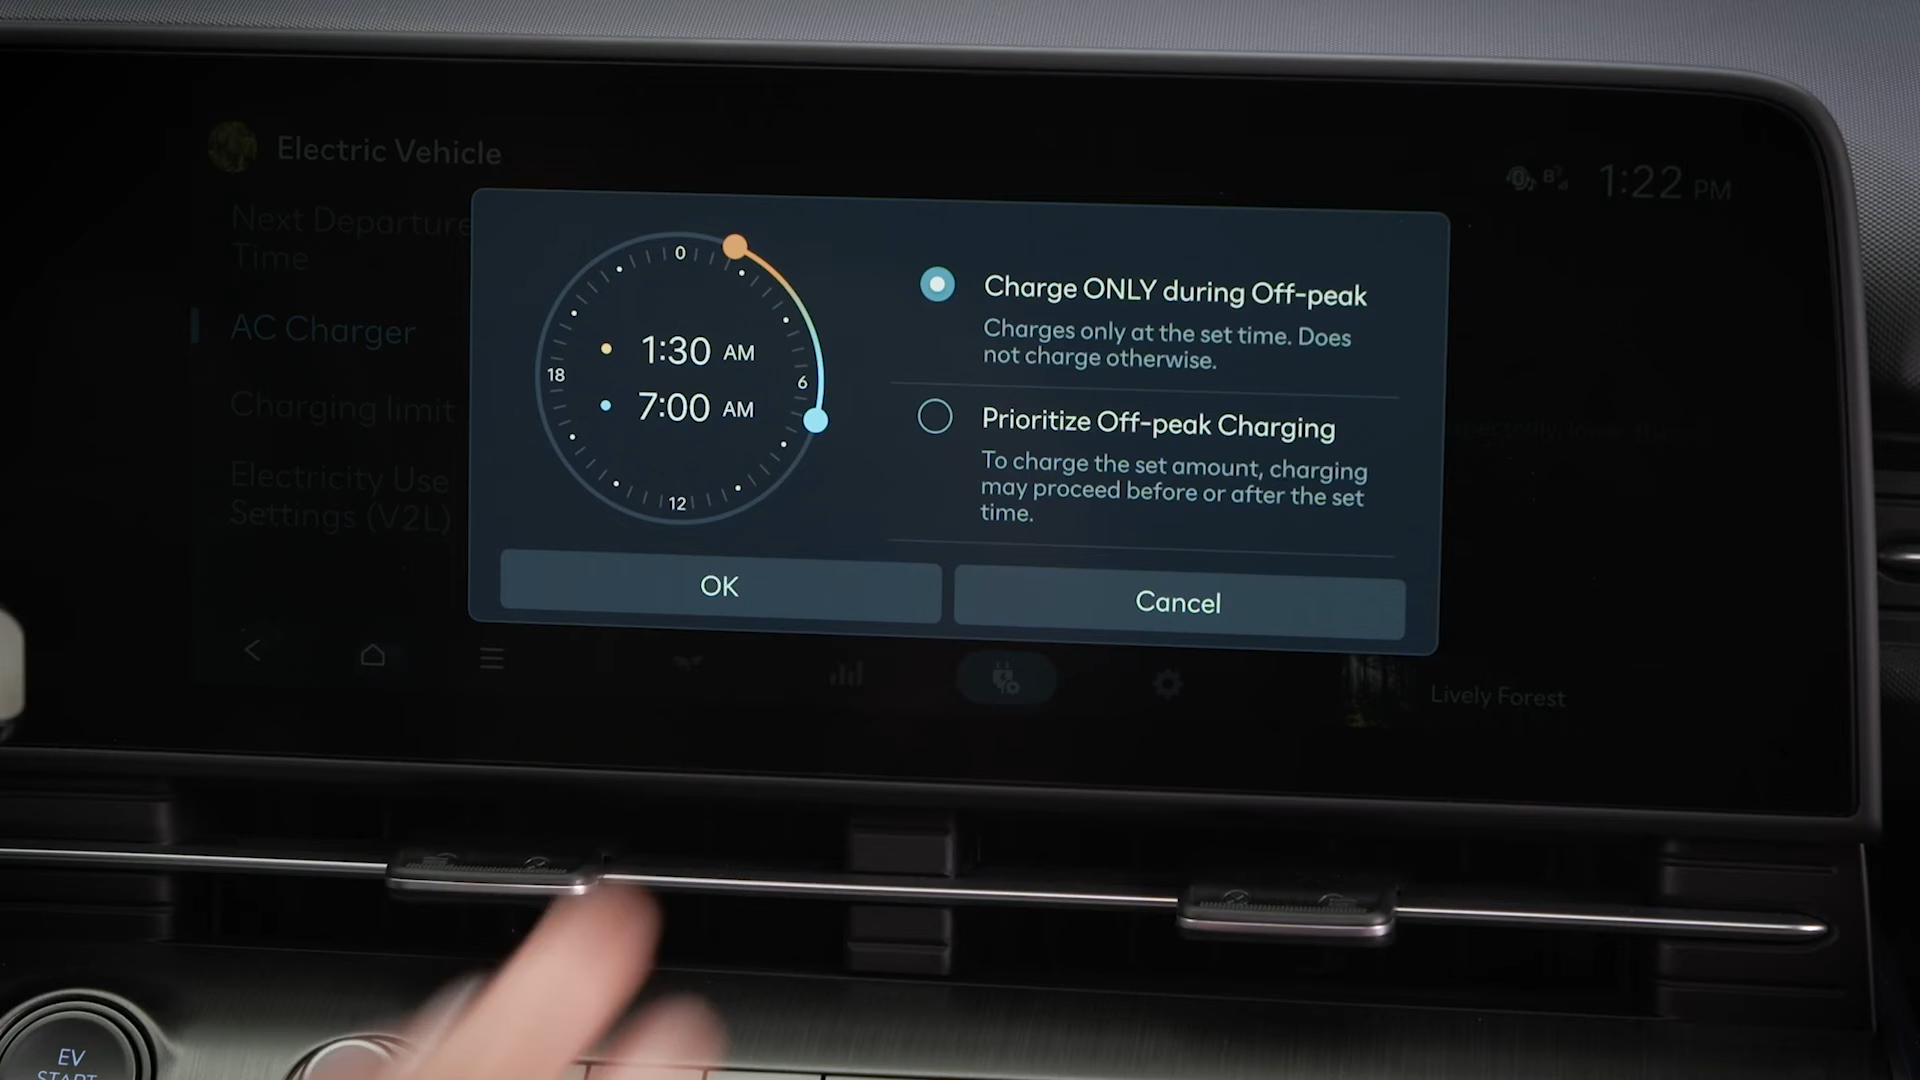 Electric Vehicle
1:22 PM
Next Departure
Time
AC Charger
Charging limit
Electricity Use
Settings (V2L)
0
6
12
18
1:30 AM
7:00 AM
Charge ONLY during Off-peak
Charges only at the set time. Does
not charge otherwise.
Prioritize Off-peak Charging
To charge the set amount, charging
may proceed before or after the set
time.
OK
Cancel
Lively Forest
EV
START